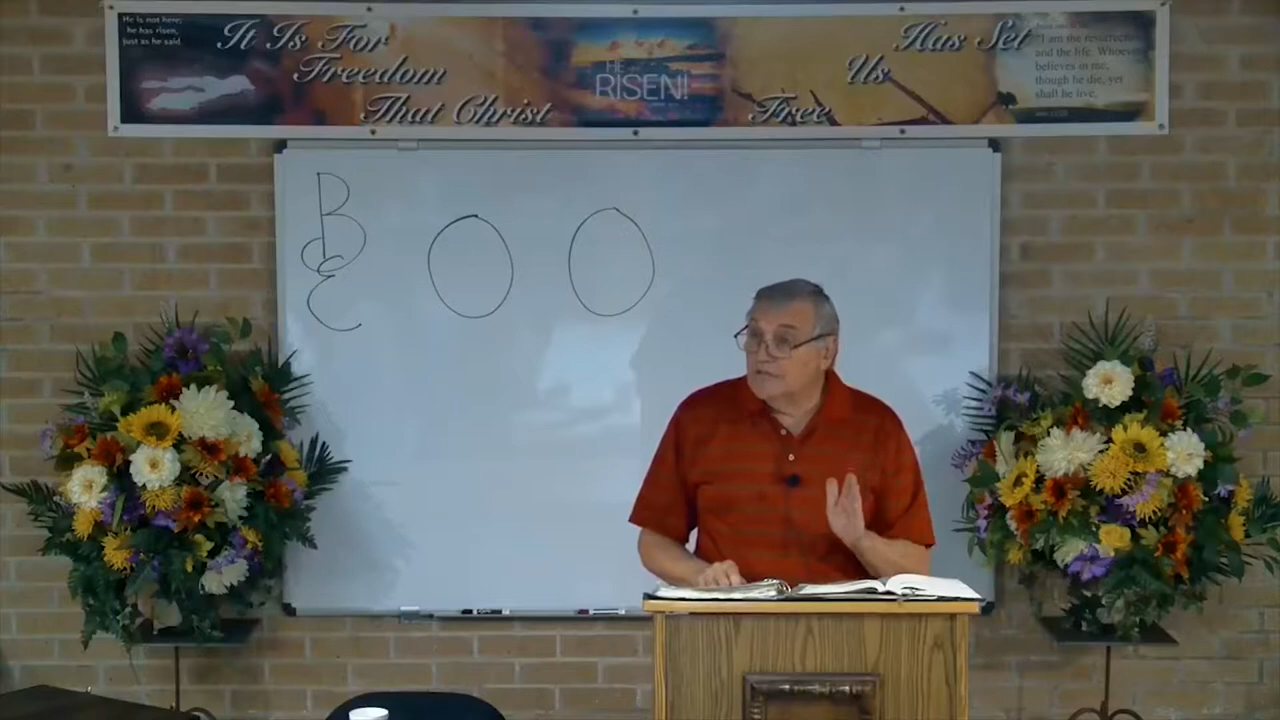 He is not here;
he has risen,
just as he said.
It Is For
Freedom
That Christ
HE
RISEN!
Has Set
Us
Free
"I am the resurrect
and the life. Whoev
believes in me,
though he die, yet
shall he live.
B
E
O O